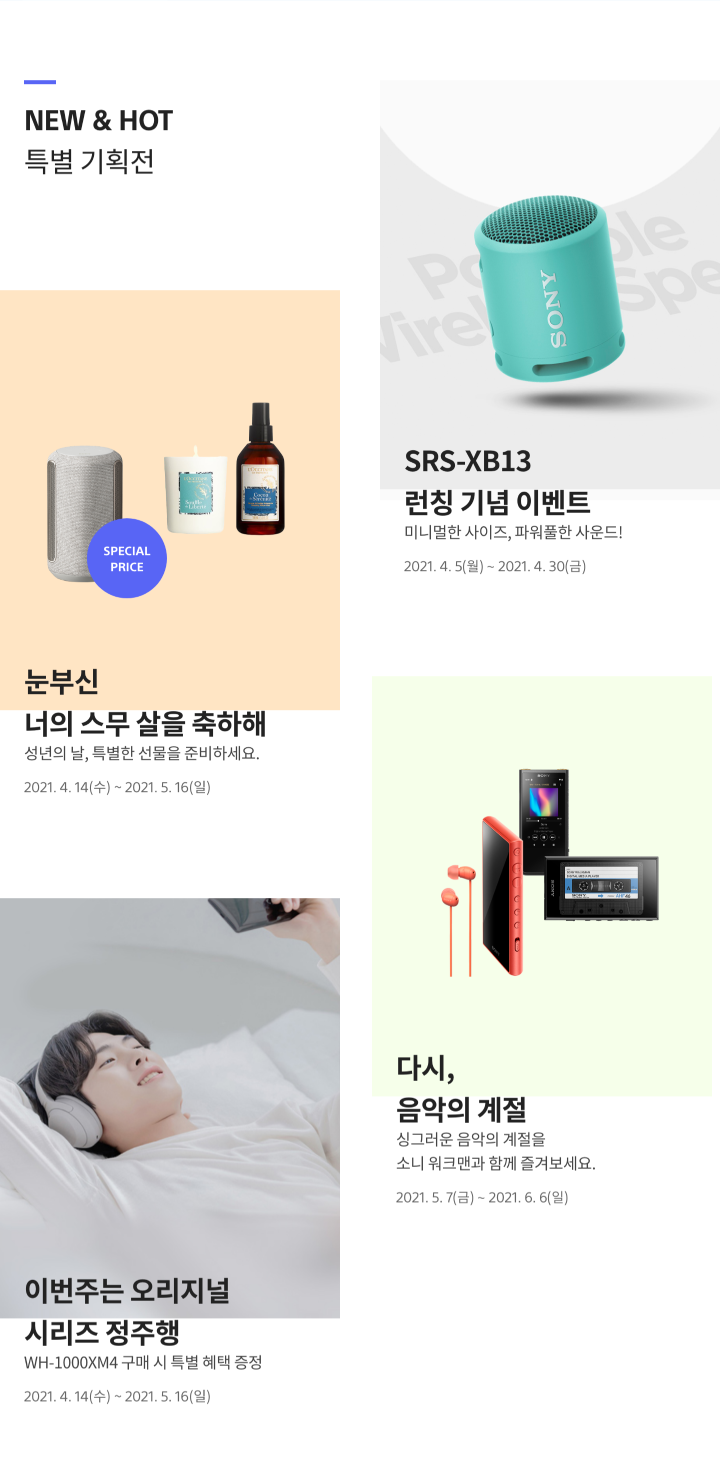 NEW & HOT
특별 기획전
SONY
SRS-XB13
런칭 기념 이벤트
미니멀한 사이즈, 파워풀한 사운드!
2021. 4. 5(월) ~ 2021. 4. 30(금)
SPECIAL
PRICE
눈부신
너의 스무 살을 축하해
성년의 날, 특별한 선물을 준비하세요.
2021. 4. 14(수) ~ 2021. 5. 16(일)
다시,
음악의 계절
싱그러운 음악의 계절을
소니 워크맨과 함께 즐겨보세요.
2021. 5. 7(금) ~ 2021. 6. 6(일)
이번주는 오리지널
시리즈 정주행
WH-1000XM4 구매 시 특별 혜택 증정
2021. 4. 14(수) ~ 2021. 5. 16(일)